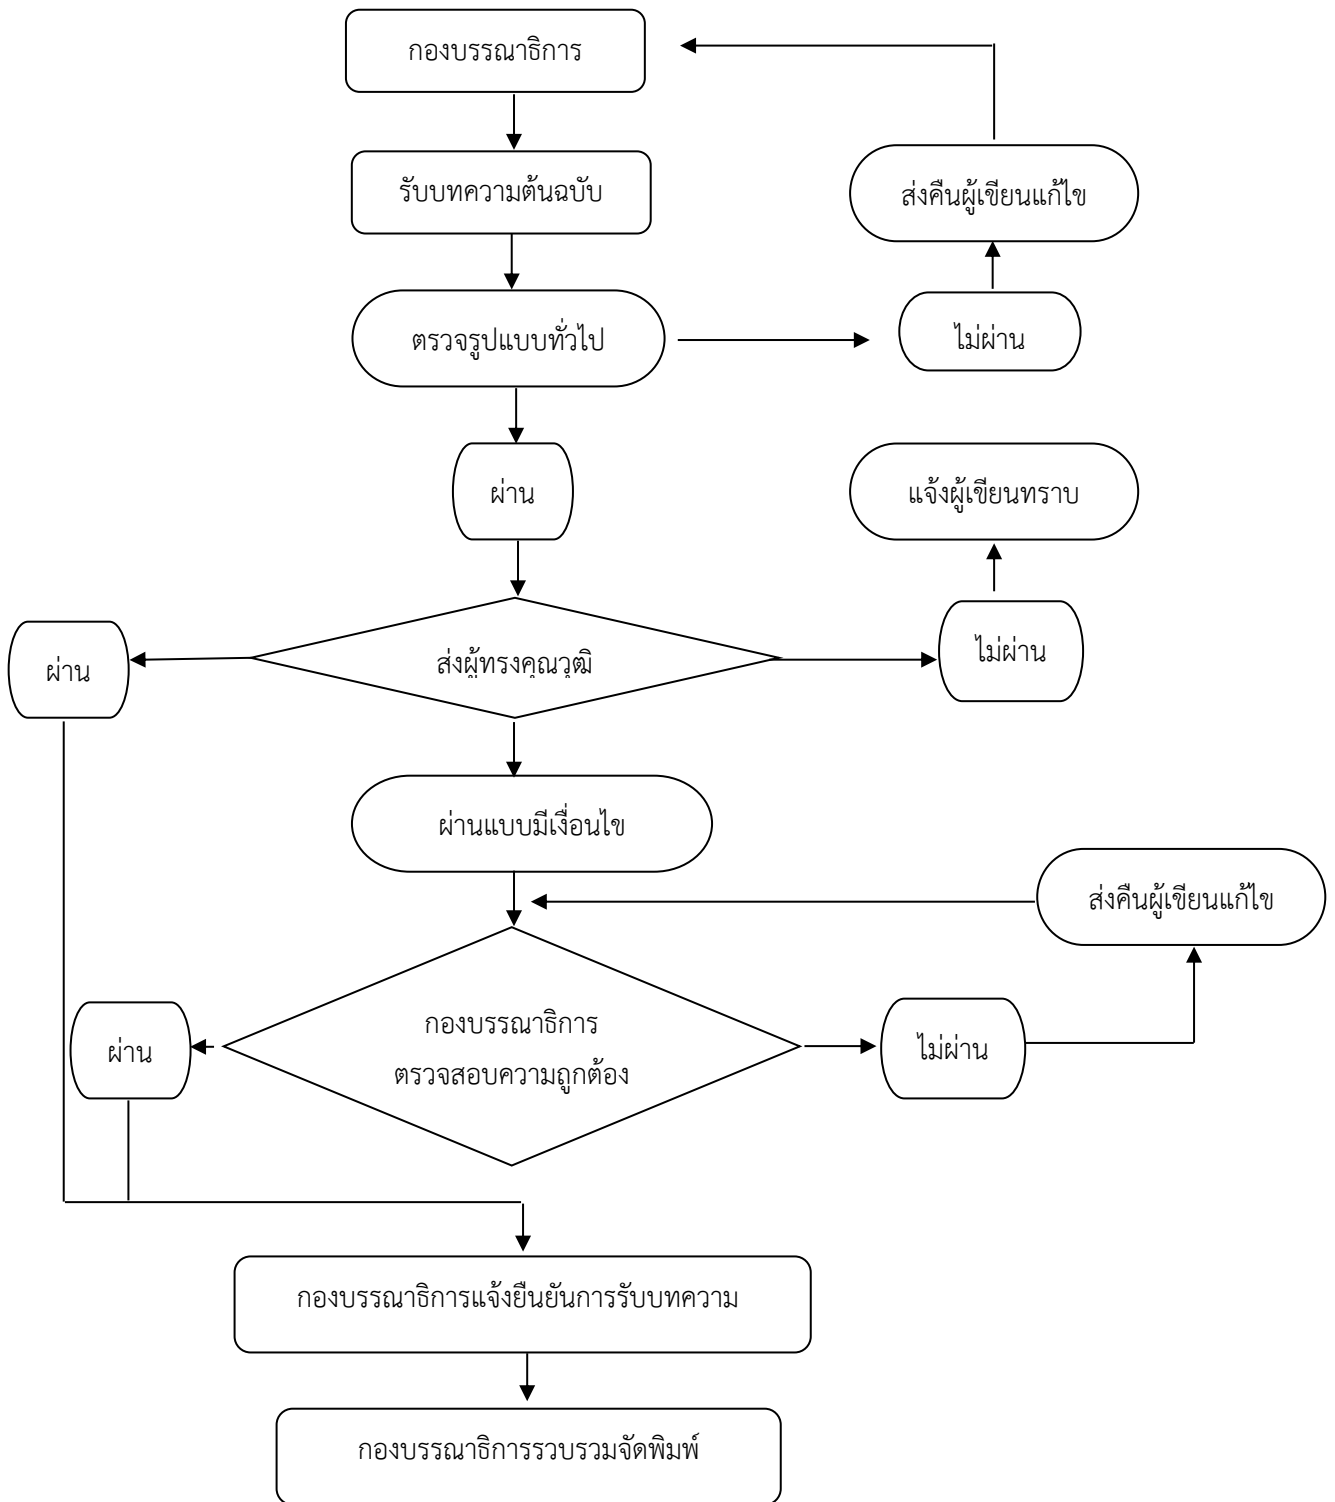 กองบรรณาธิการ
รับบทความต้นฉบับ
ส่งคืนผู้เขียนแก้ไข
ตรวจรูปแบบทั่วไป
ไม่ผ่าน
ผ่าน
แจ้งผู้เขียนทราบ
ผ่าน
ส่งผู้ทรงคุณวุฒิ
ไม่ผ่าน
ผ่านแบบมีเงื่อนไข
ส่งคืนผู้เขียนแก้ไข
ผ่าน
กองบรรณาธิการ
ตรวจสอบความถูกต้อง
ไม่ผ่าน
กองบรรณาธิการแจ้งยืนยันการรับบทความ
กองบรรณาธิการรวบรวมจัดพิมพ์